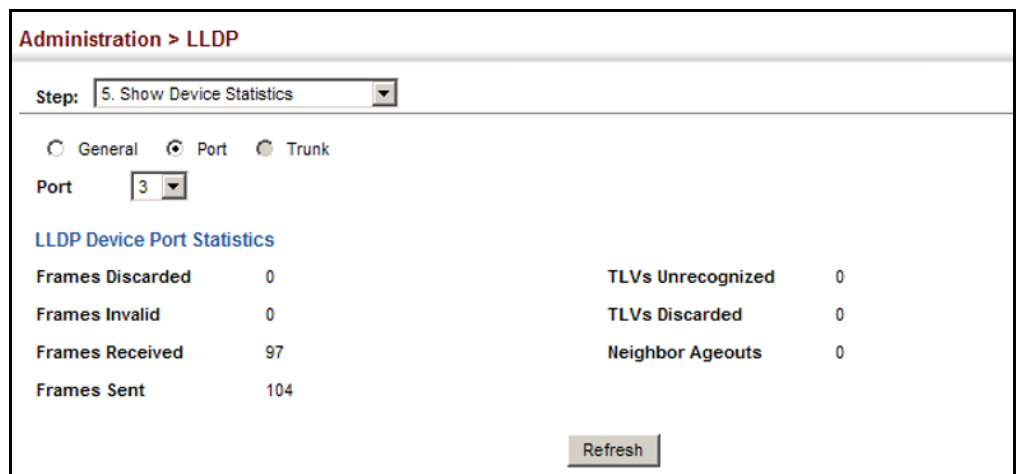 Administration > LLDP
Step: 5. Show Device Statistics
General Port Trunk
Port 3
LLDP Device Port Statistics
Frames Discarded 0 TLVs Unrecognized 0
Frames Invalid 0 TLVs Discarded 0
Frames Received 97 Neighbor Ageouts 0
Frames Sent 104
Refresh